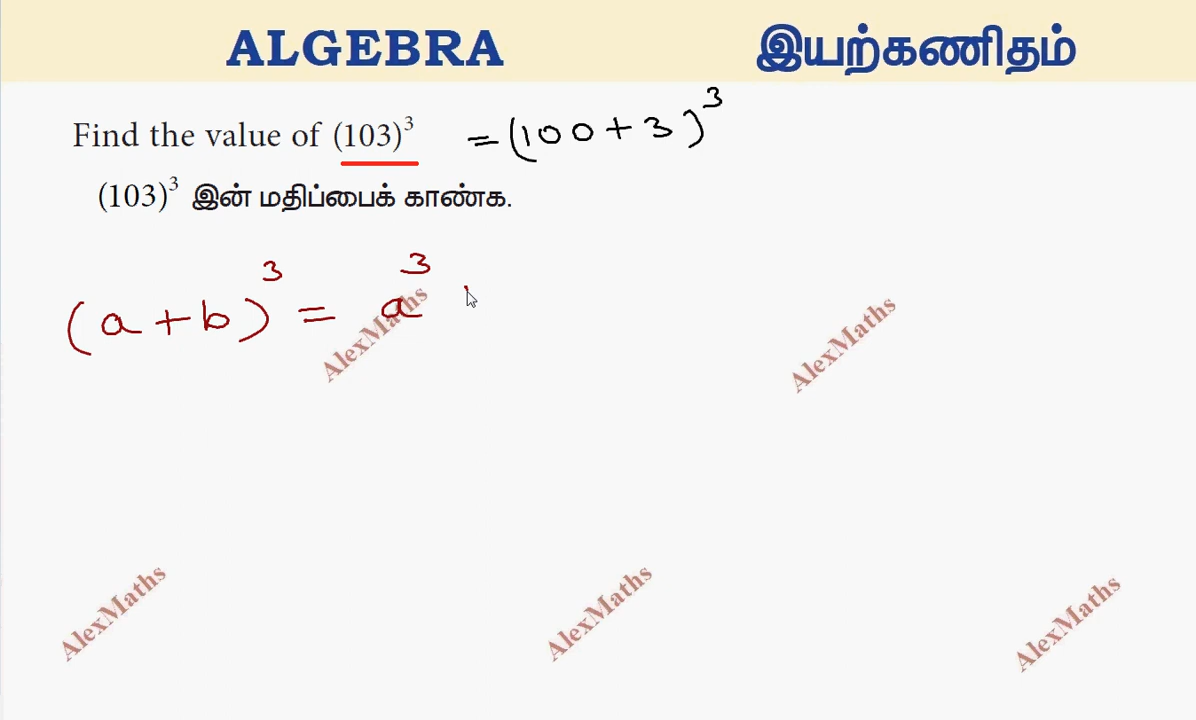 ALGEBRA இயற்கணிதம்
Find the value of (103)³ = (100 + 3)³
(103)³ இன் மதிப்பைக் காண்க.
(a + b)³ = a³
AlexMaths
AlexMaths
AlexMaths
AlexMaths
AlexMaths